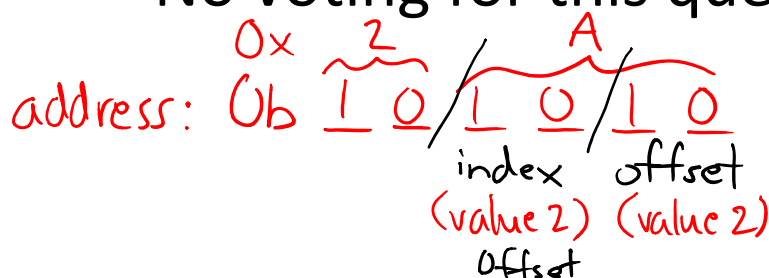 No voting for this que
0x 2 A
address: 0b 1 0 / 1 0 / 1 0
index offset
(value 2) (value 2)
offset